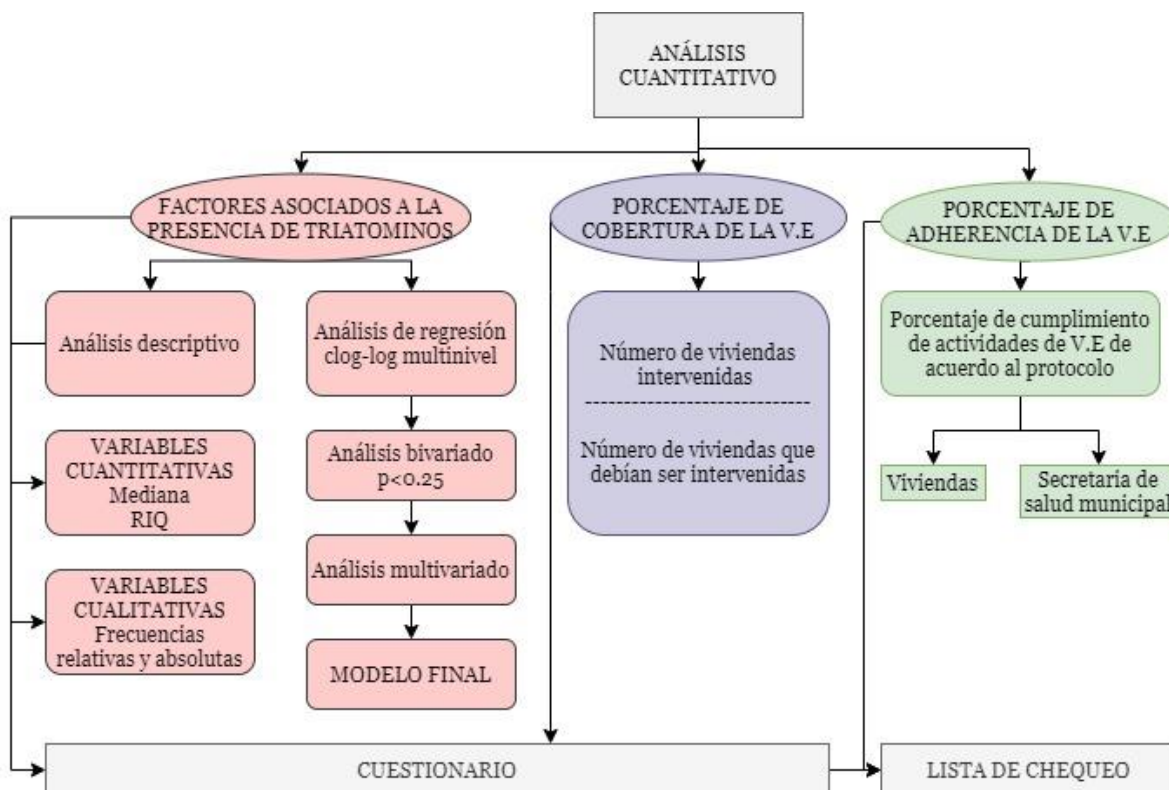 ANÁLISIS
CUANTITATIVO
FACTORES ASOCIADOS A LA
PRESENCIA DE TRIATOMINOS
PORCENTAJE DE
COBERTURA DE LA V.E
PORCENTAJE DE
ADHERENCIA DE LA V.E
Análisis descriptivo
Análisis de regresión
clog-log multinivel
Número de viviendas
intervenidas
-----------------------------
Número de viviendas que
debían ser intervenidas
Porcentaje de cumplimiento
de actividades de V.E de
acuerdo al protocolo
VARIABLES
CUANTITATIVAS
Mediana
RIQ
Análisis bivariado
p<0.25
Viviendas
Secretaría de
salud municipal
Análisis multivariado
VARIABLES
CUALITATIVAS
Frecuencias
relativas y absolutas
MODELO FINAL
CUESTIONARIO
LISTA DE CHEQUEO